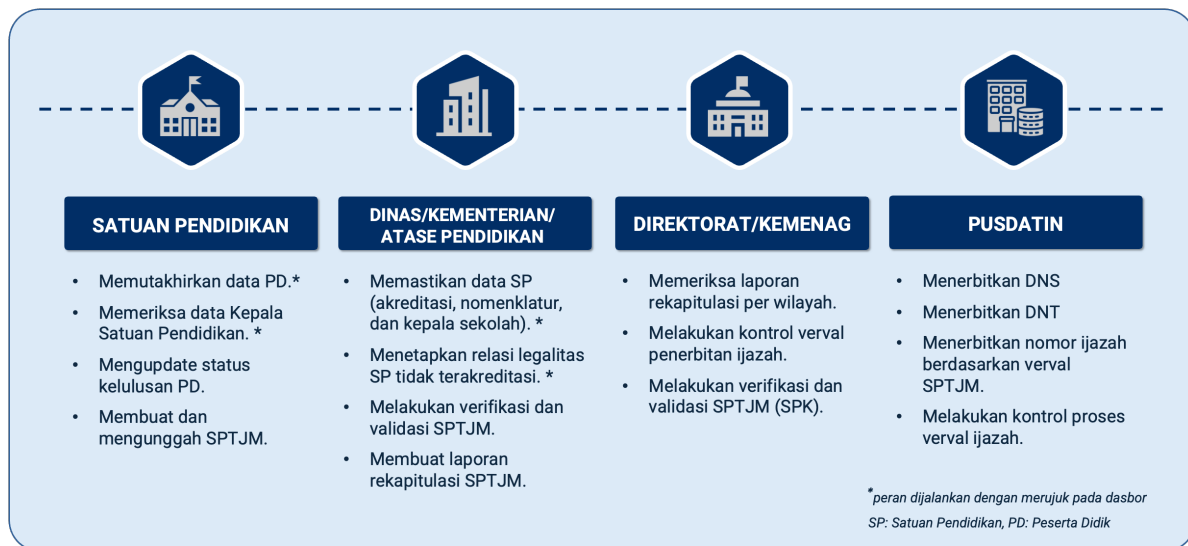 SATUAN PENDIDIKAN
• Memutakhirkan data PD.*
• Memeriksa data Kepala
Satuan Pendidikan. *
• Mengupdate status
kelulusan PD.
• Membuat dan
mengunggah SPTJM.
DINAS/KEMENTERIAN/
ATASE PENDIDIKAN
• Memastikan data SP
(akreditasi, nomenklatur,
dan kepala sekolah). *
• Menetapkan relasi legalitas
SP tidak terakreditasi. *
• Melakukan verifikasi dan
validasi SPTJM.
• Membuat laporan
rekapitulasi SPTJM.
DIREKTORAT/KEMENAG
• Memeriksa laporan
rekapitulasi per wilayah.
• Melakukan kontrol verval
penerbitan ijazah.
• Melakukan verifikasi dan
validasi SPTJM (SPK).
PUSDATIN
• Menerbitkan DNS
• Menerbitkan DNT
• Menerbitkan nomor ijazah
berdasarkan verval
SPTJM.
• Melakukan kontrol proses
verval ijazah.
*peran dijalankan dengan merujuk pada dasbor
SP: Satuan Pendidikan, PD: Peserta Didik